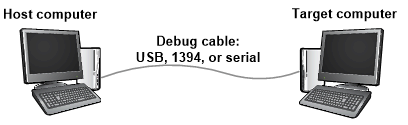 Host computer
Target computer
Debug cable:
USB, 1394, or serial